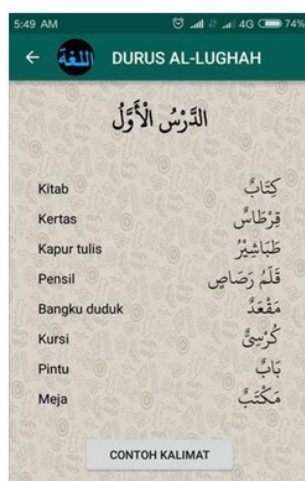 5:49 AM 4G 74%
اللغة DURUS AL-LUGHAH
الدَّرْسُ الْأَوَّلُ
Kitab كِتَابٌ
Kertas قِرْطَاسٌ
Kapur tulis طَبَاشِيْرُ
Pensil قَلَمُ رَصَاصٍ
Bangku duduk مَقْعَدٌ
Kursi كُرْسِيٌّ
Pintu بَابٌ
Meja مَكْتَبٌ
CONTOH KALIMAT